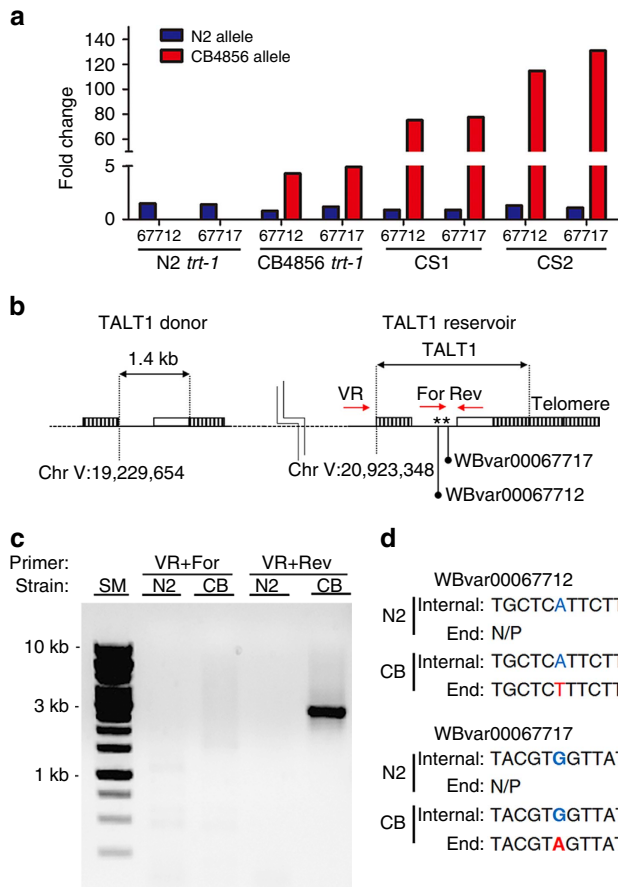 a
N2 allele
CB4856 allele
Fold change
140
120
100
80
60
5
0
67712 67717 67712 67717 67712 67717 67712 67717
N2 trt-1 CB4856 trt-1 CS1 CS2
b
TALT1 donor TALT1 reservoir
1.4 kb TALT1
VR For Rev
Telomere
**
Chr V:19,229,654 Chr V:20,923,348
WBvar00067717
WBvar00067712
c
Primer: VR+For VR+Rev
Strain: SM N2 CB N2 CB
10 kb -
3 kb -
1 kb -
d
WBvar00067712
N2 Internal: TGCTCATTCTT
End: N/P
CB Internal: TGCTCATTCTT
End: TGCTCTTTCTT
WBvar00067717
N2 Internal: TACGTGGTTAT
End: N/P
CB Internal: TACGTGGTTAT
End: TACGTAGTTAT